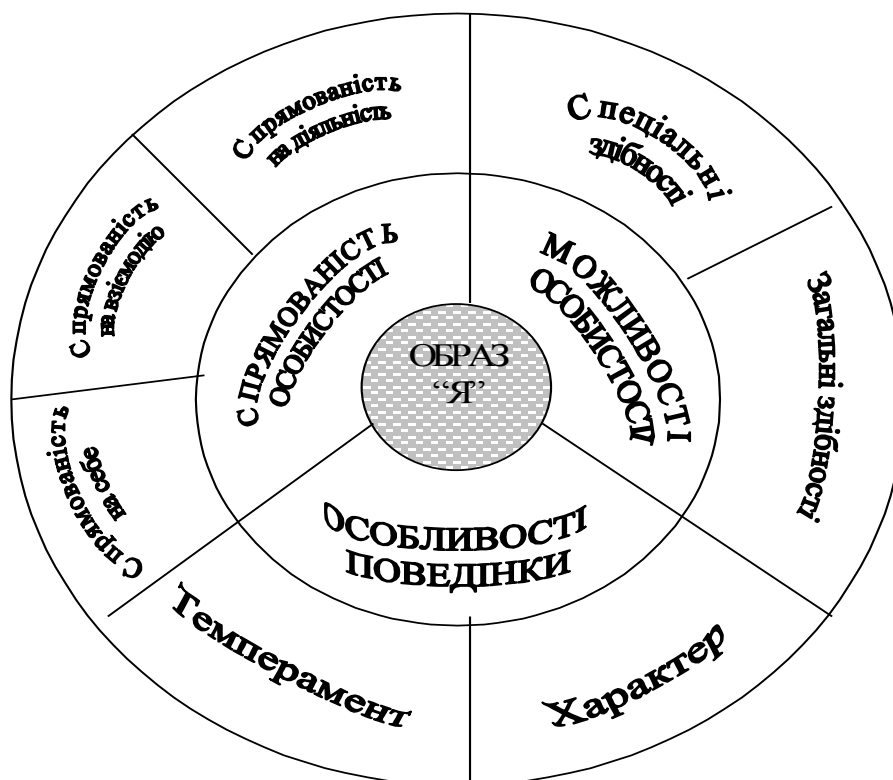 Спрямованість
на діяльність
Спеціальні
здібності
Спрямованість
на взіємодію
СПРЯМОВАНІСТЬ
ОСОБИСТОСТІ
МОЖЛИВОСТІ
ОСОБИСТОСТІ
Загальні здібності
ОБРАЗ
“Я”
Спрямованість
на себе
ОСОБЛИВОСТІ
ПОВЕДІНКИ
Темперамент
Характер